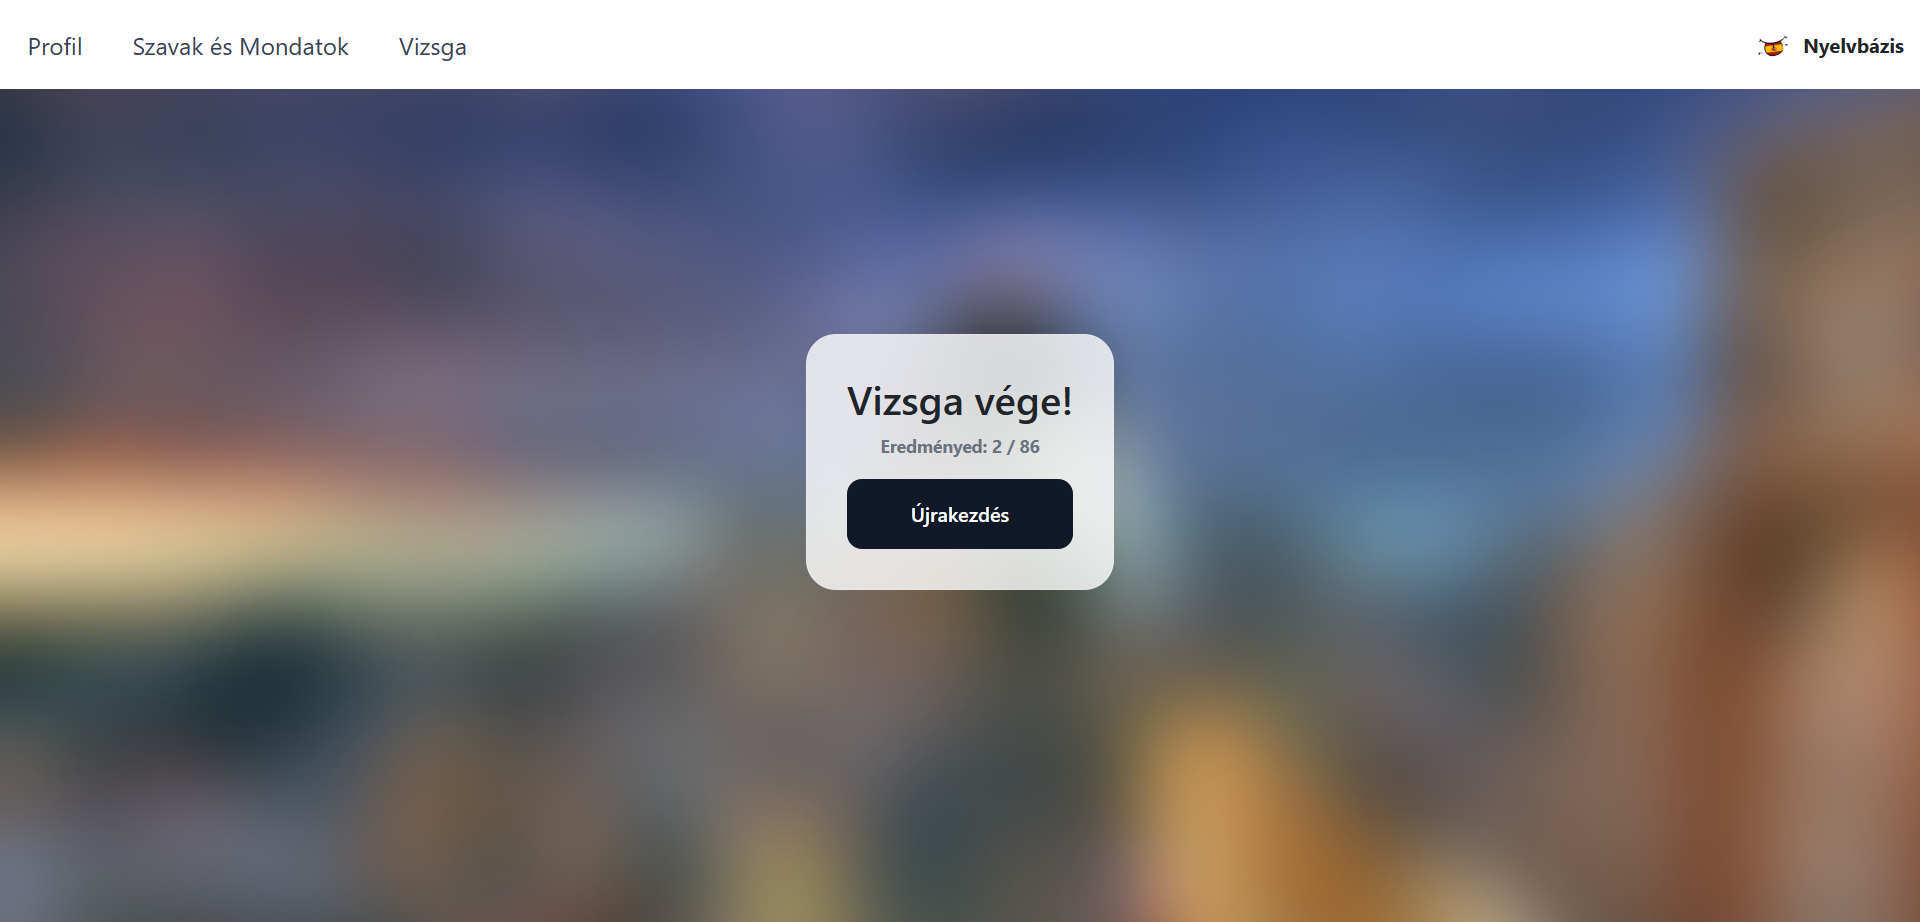 Profil
Szavak és Mondatok
Vizsga
Nyelvbázis
Vizsga vége!
Eredményed: 2 / 86
Újrakezdés